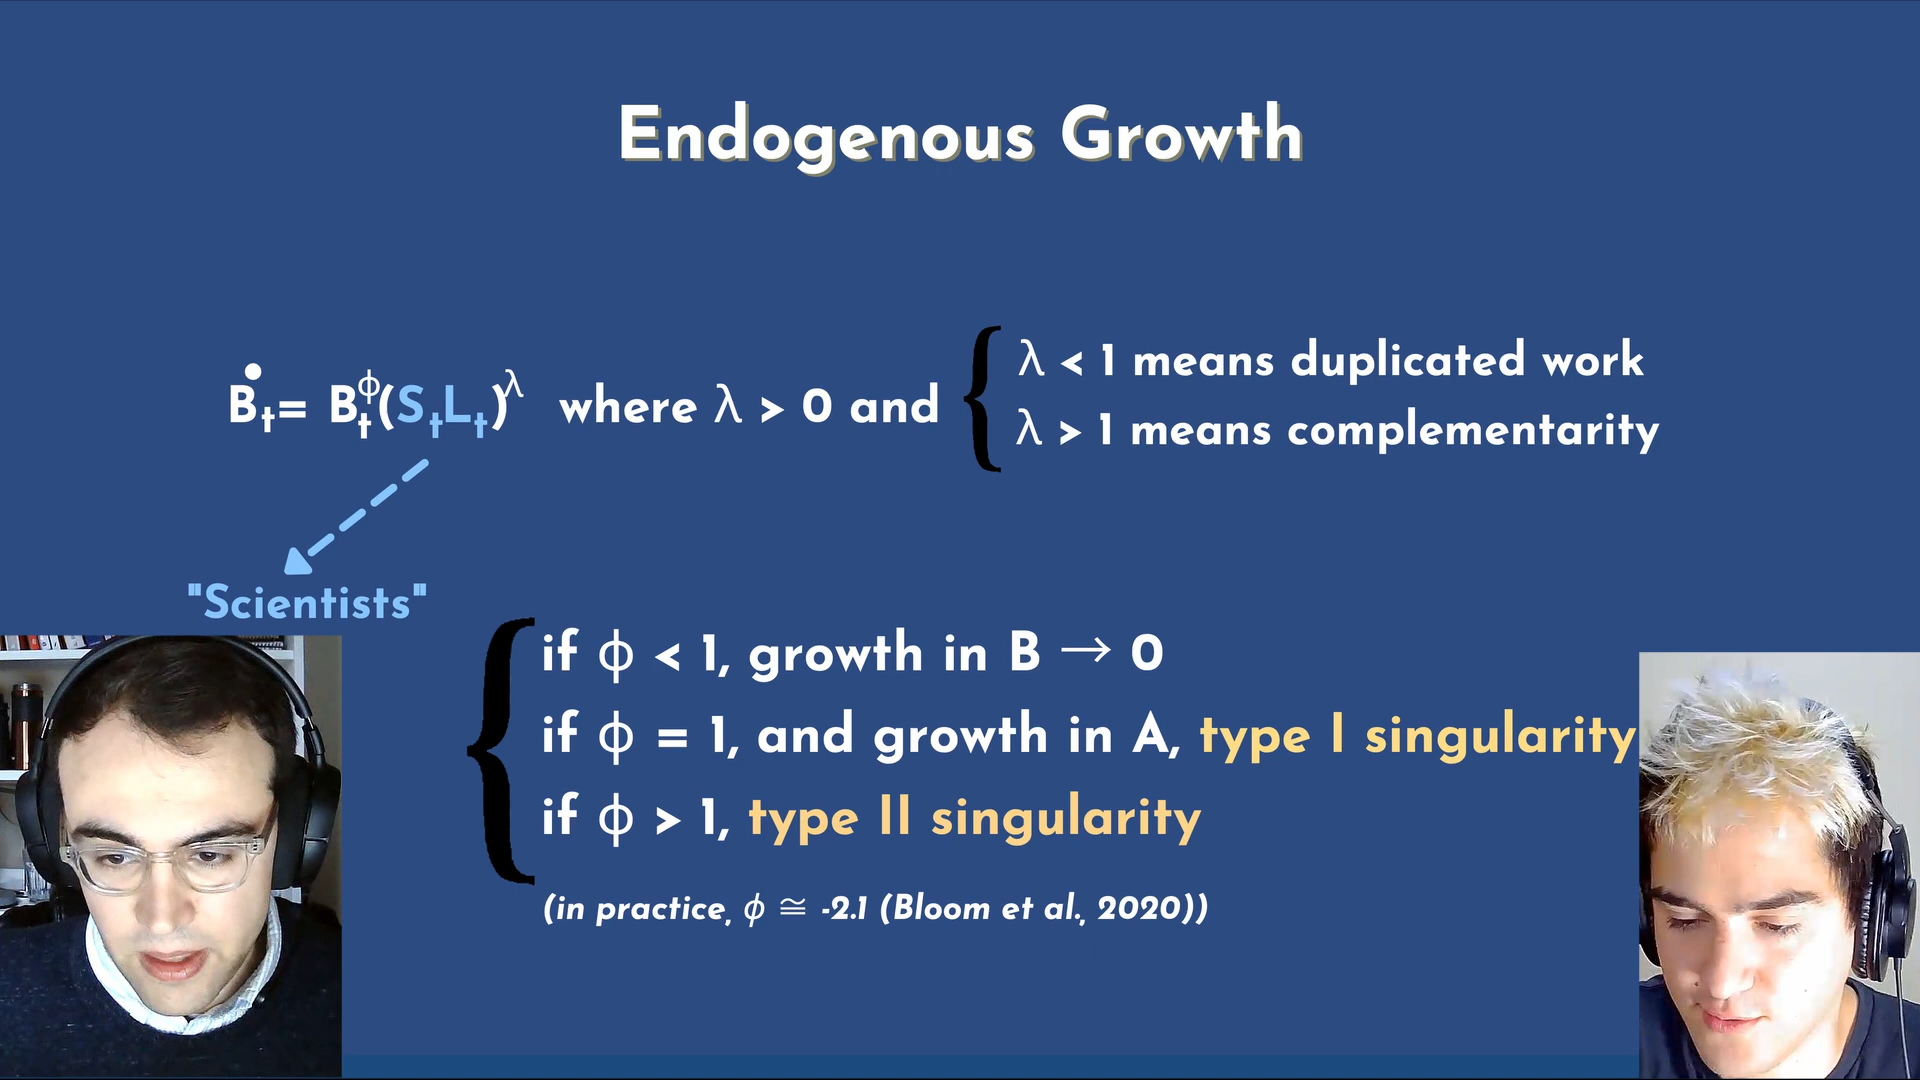 Endogenous Growth
Ḃₜ= Bₜᶲ(SₜLₜ)^λ where λ > 0 and
λ < 1 means duplicated work
λ > 1 means complementarity
"Scientists"
if ϕ < 1, growth in B → 0
if ϕ = 1, and growth in A, type I singularity
if ϕ > 1, type II singularity
(in practice, ϕ ≅ -2.1 (Bloom et al., 2020))